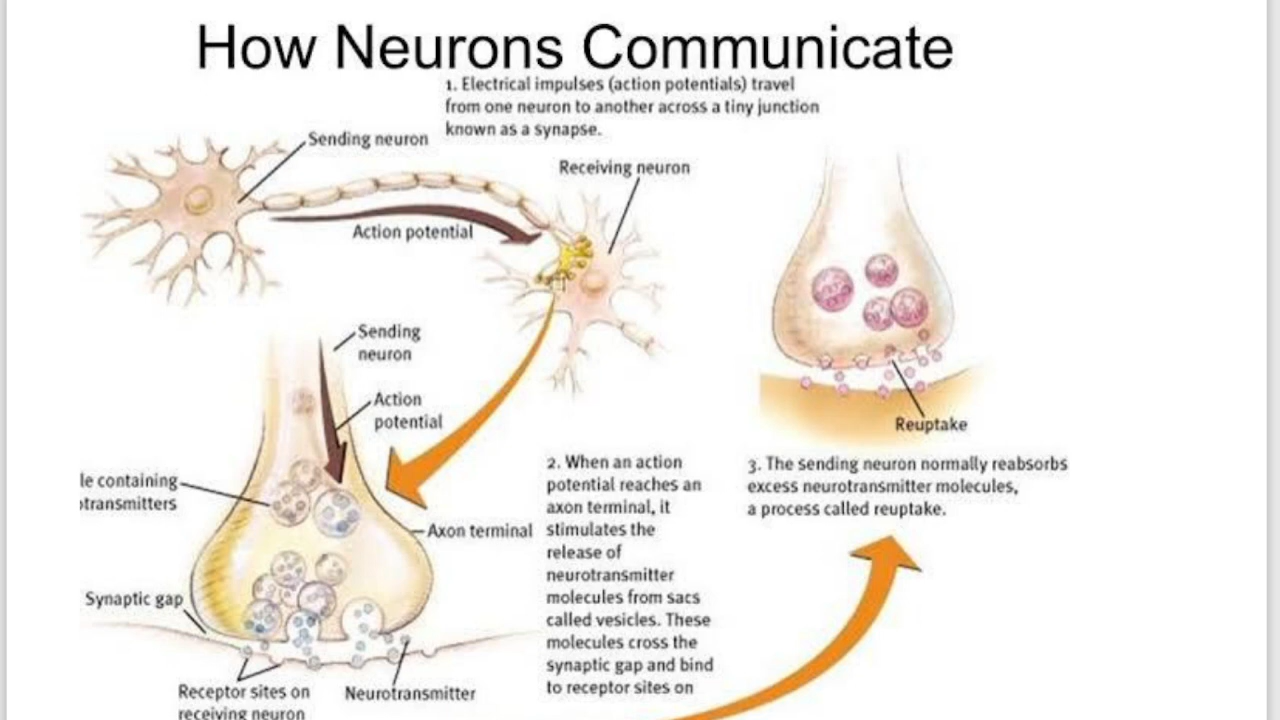 How Neurons Communicate
1. Electrical impulses (action potentials) travel
from one neuron to another across a tiny junction
known as a synapse.
Sending neuron
Receiving neuron
Action potential
Sending
neuron
Action
potential
le containing
otransmitters
Axon terminal
Synaptic gap
Receptor sites on
receiving neuron
Neurotransmitter
2. When an action
potential reaches an
axon terminal, it
stimulates the
release of
neurotransmitter
molecules from sacs
called vesicles. These
molecules cross the
synaptic gap and bind
to receptor sites on
Reuptake
3. The sending neuron normally reabsorbs
excess neurotransmitter molecules,
a process called reuptake.